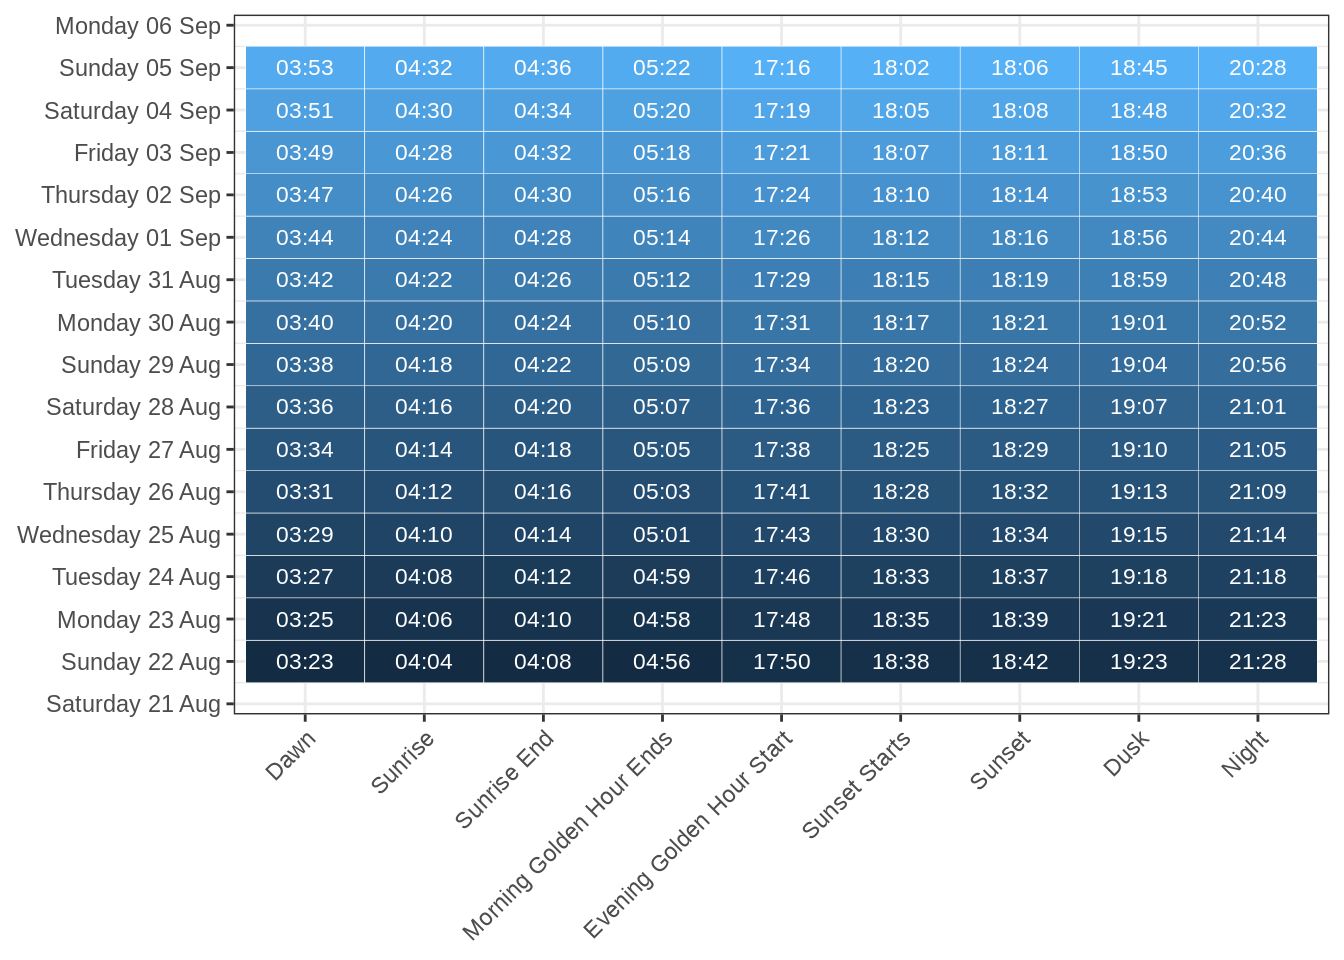 Monday 06 Sep
Sunday 05 Sep 03:53 04:32 04:36 05:22 17:16 18:02 18:06 18:45 20:28
Saturday 04 Sep 03:51 04:30 04:34 05:20 17:19 18:05 18:08 18:48 20:32
Friday 03 Sep 03:49 04:28 04:32 05:18 17:21 18:07 18:11 18:50 20:36
Thursday 02 Sep 03:47 04:26 04:30 05:16 17:24 18:10 18:14 18:53 20:40
Wednesday 01 Sep 03:44 04:24 04:28 05:14 17:26 18:12 18:16 18:56 20:44
Tuesday 31 Aug 03:42 04:22 04:26 05:12 17:29 18:15 18:19 18:59 20:48
Monday 30 Aug 03:40 04:20 04:24 05:10 17:31 18:17 18:21 19:01 20:52
Sunday 29 Aug 03:38 04:18 04:22 05:09 17:34 18:20 18:24 19:04 20:56
Saturday 28 Aug 03:36 04:16 04:20 05:07 17:36 18:23 18:27 19:07 21:01
Friday 27 Aug 03:34 04:14 04:18 05:05 17:38 18:25 18:29 19:10 21:05
Thursday 26 Aug 03:31 04:12 04:16 05:03 17:41 18:28 18:32 19:13 21:09
Wednesday 25 Aug 03:29 04:10 04:14 05:01 17:43 18:30 18:34 19:15 21:14
Tuesday 24 Aug 03:27 04:08 04:12 04:59 17:46 18:33 18:37 19:18 21:18
Monday 23 Aug 03:25 04:06 04:10 04:58 17:48 18:35 18:39 19:21 21:23
Sunday 22 Aug 03:23 04:04 04:08 04:56 17:50 18:38 18:42 19:23 21:28
Saturday 21 Aug
Dawn
Sunrise
Sunrise End
Morning Golden Hour Ends
Evening Golden Hour Start
Sunset Starts
Sunset
Dusk
Night